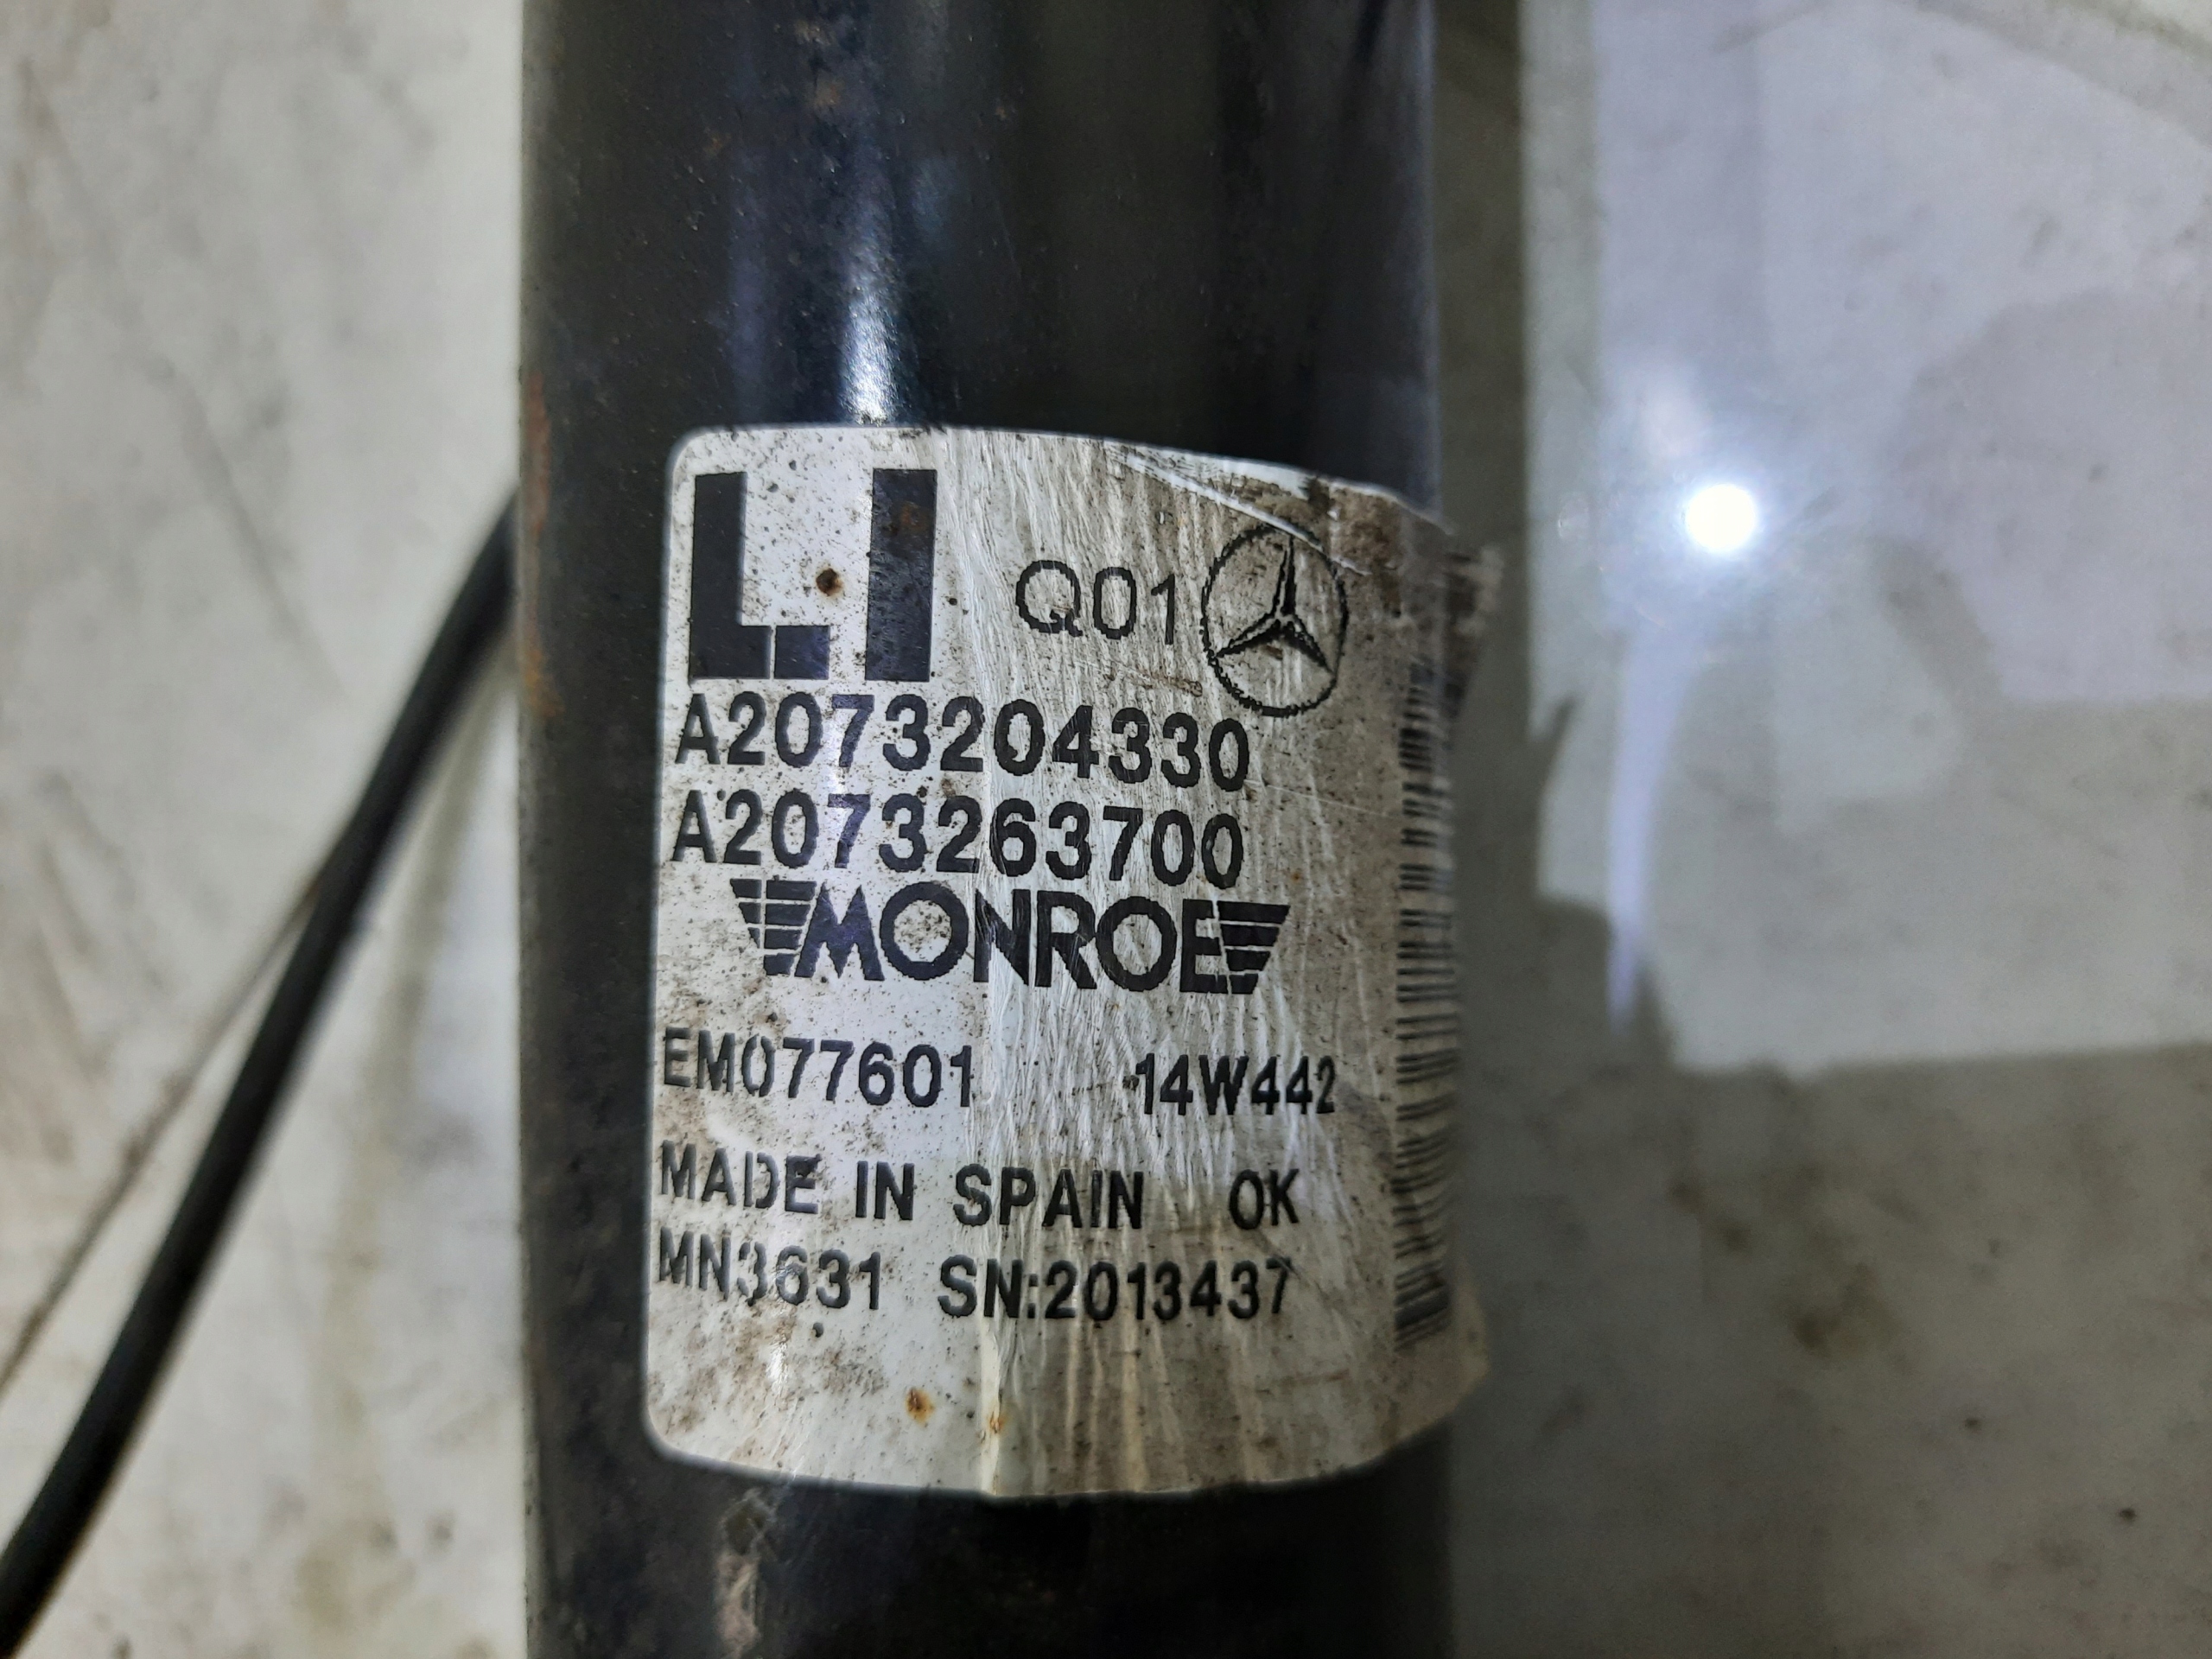 LI Q01
A2073204330
A2073263700
MONROE
EM077601 14W442
MADE IN SPAIN OK
MN3631 SN:2013437